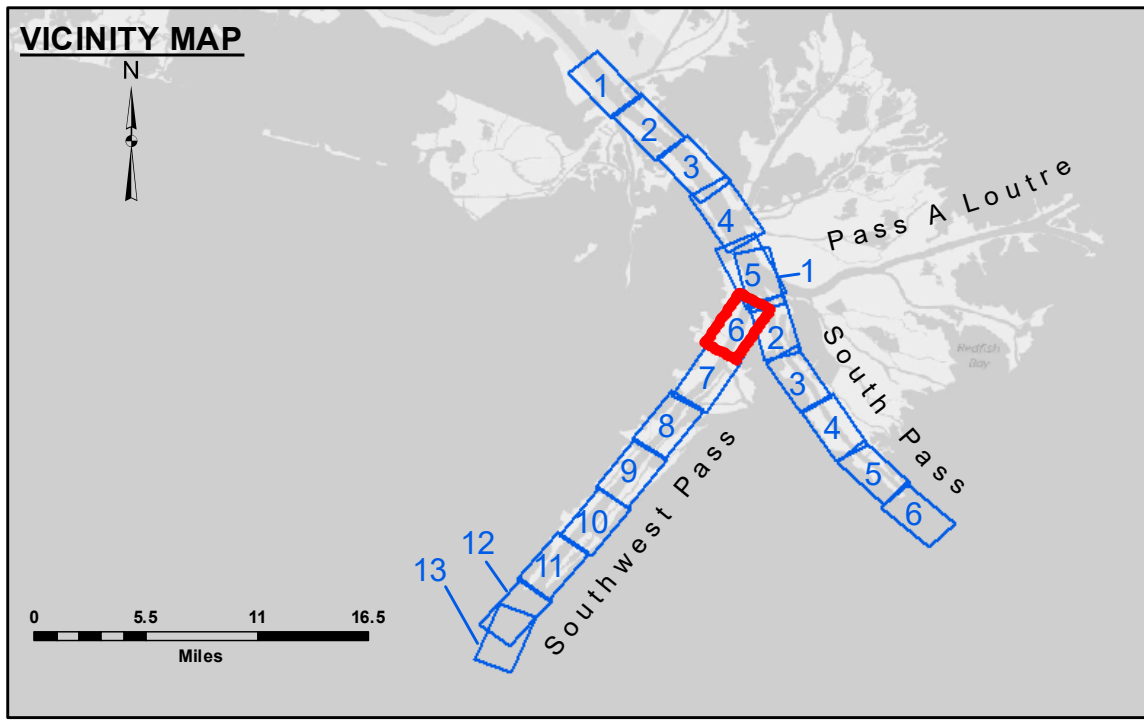 VICINITY MAP
N
1
2
3
4
5
1
6
2
7
3
8
4
9
5
10
6
11
12
13
Pass A Loutre
Redfish
Bay
South Pass
Southwest Pass
0 5.5 11 16.5
Miles